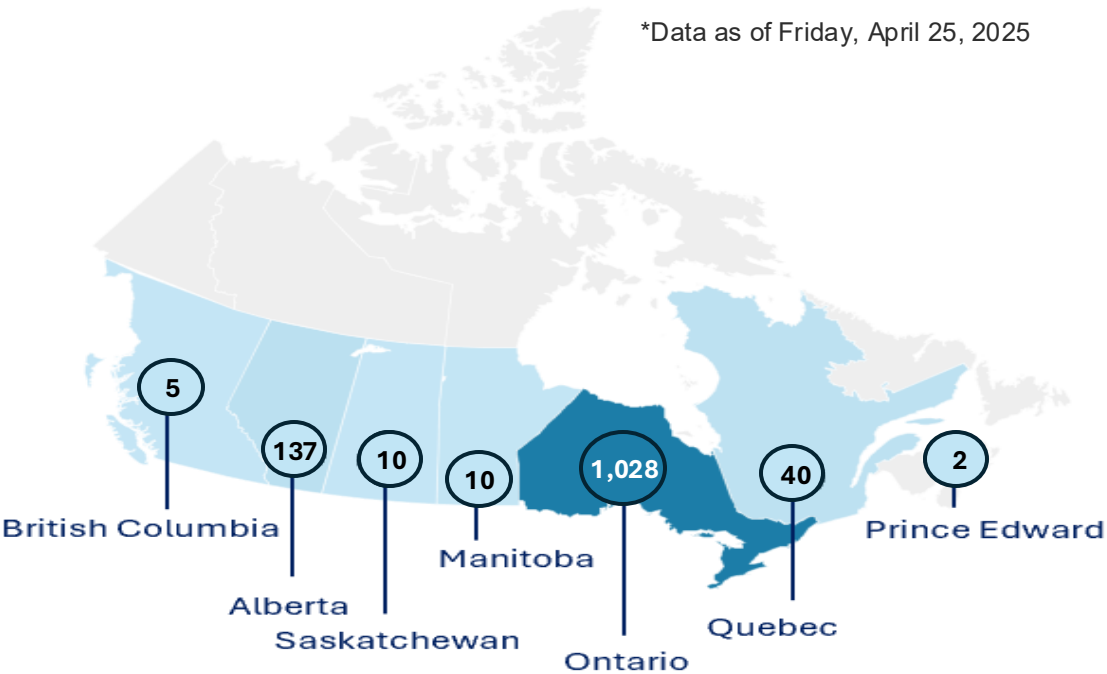 *Data as of Friday, April 25, 2025
5
137
10
10
1,028
40
2
British Columbia
Alberta
Saskatchewan
Manitoba
Ontario
Quebec
Prince Edward